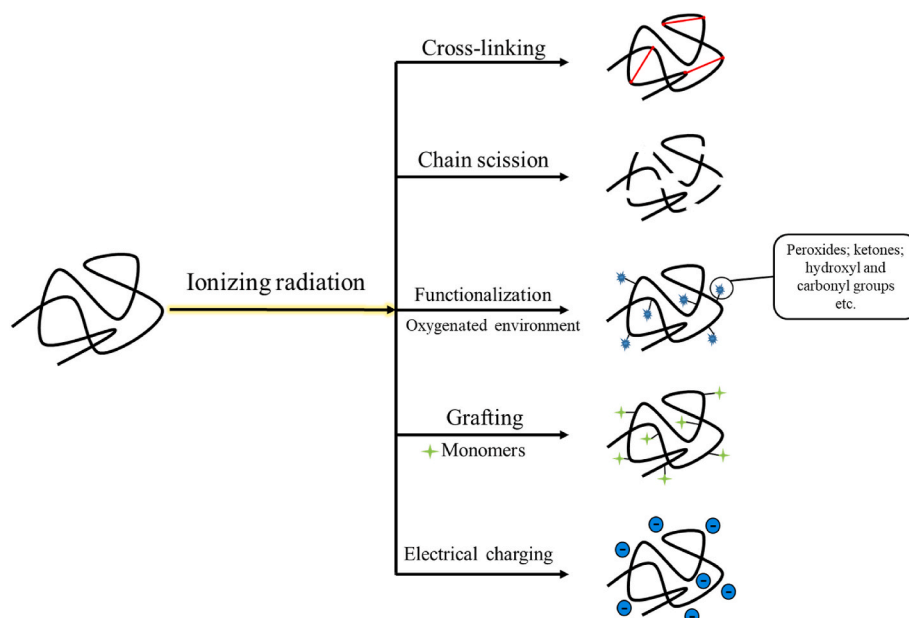 Cross-linking
Chain scission
Ionizing radiation
Functionalization
Oxygenated environment
Peroxides; ketones;
hydroxyl and
carbonyl groups
etc.
Grafting
Monomers
Electrical charging